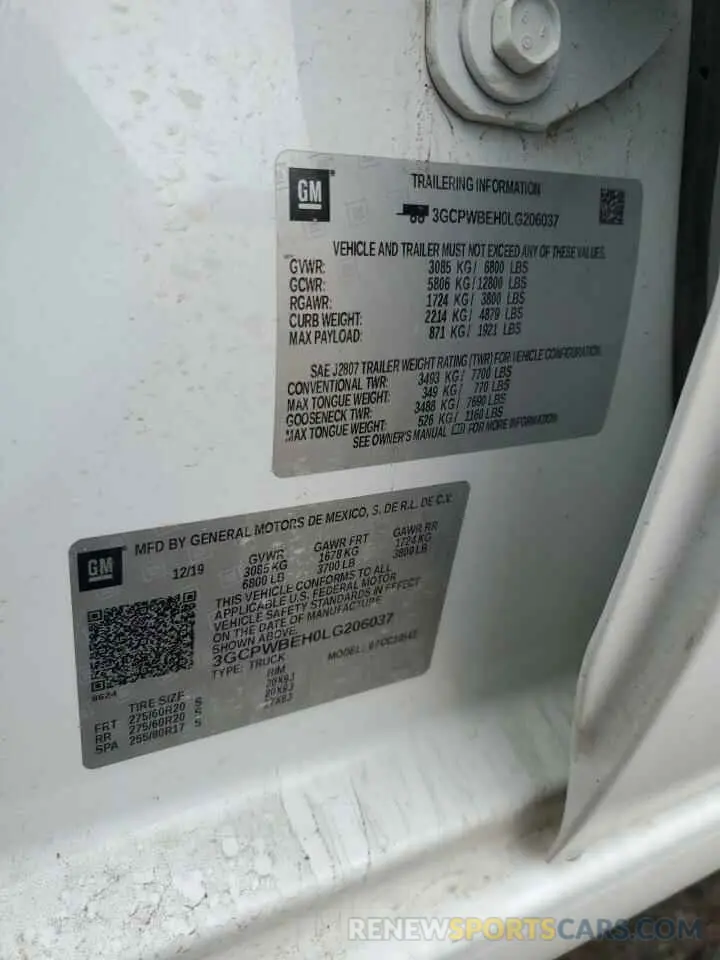 C4
GM
TRAILERING INFORMATION
3GCPWBEH0LG206037
VEHICLE AND TRAILER MUST NOT EXCEED ANY OF THESE VALUES.
GVWR: 3085 KG/ 6800 LBS
GCWR: 5806 KG/12800 LBS
RGAWR: 1724 KG/ 3800 LBS
CURB WEIGHT: 2214 KG/ 4879 LBS
MAX PAYLOAD: 871 KG/ 1921 LBS
SAE J2807 TRAILER WEIGHT RATING (TWR) FOR VEHICLE CONFIGURATION.
CONVENTIONAL TWR: 3493 KG/ 7700 LBS
MAX TONGUE WEIGHT: 349 KG/ 770 LBS
GOOSENECK TWR: 3488 KG/ 7690 LBS
MAX TONGUE WEIGHT: 526 KG/ 1160 LBS
SEE OWNER'S MANUAL FOR MORE INFORMATION
GM
MFD BY GENERAL MOTORS DE MEXICO, S. DE R.L. DE C.V.
12/19 GVWR GAWR FRT GAWR RR
3085 KG 1678 KG 1724 KG
6800 LB 3700 LB 3800 LB
THIS VEHICLE CONFORMS TO ALL
APPLICABLE U.S. FEDERAL MOTOR
VEHICLE SAFETY STANDARDS IN EFFECT
ON THE DATE OF MANUFACTURE
SHOWN ABOVE.
3GCPWBEH0LG206037
TYPE: TRUCK MODEL:
9624
TIRE SIZE RIM
FRT 275/60R20 S 20X9J
RR 275/60R20 S 20X9J
SPA 255/80R17 S
RENEWSPORTSCARS.COM